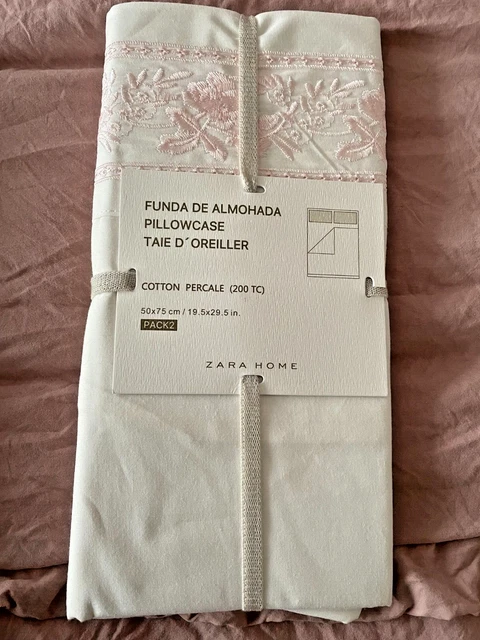 FUNDA DE ALMOHADA
PILLOWCASE
TAIE D´OREILLER
COTTON PERCALE (200 TC)
50x75 cm / 19.5x29.5 in.
PACK2
ZARA HOME